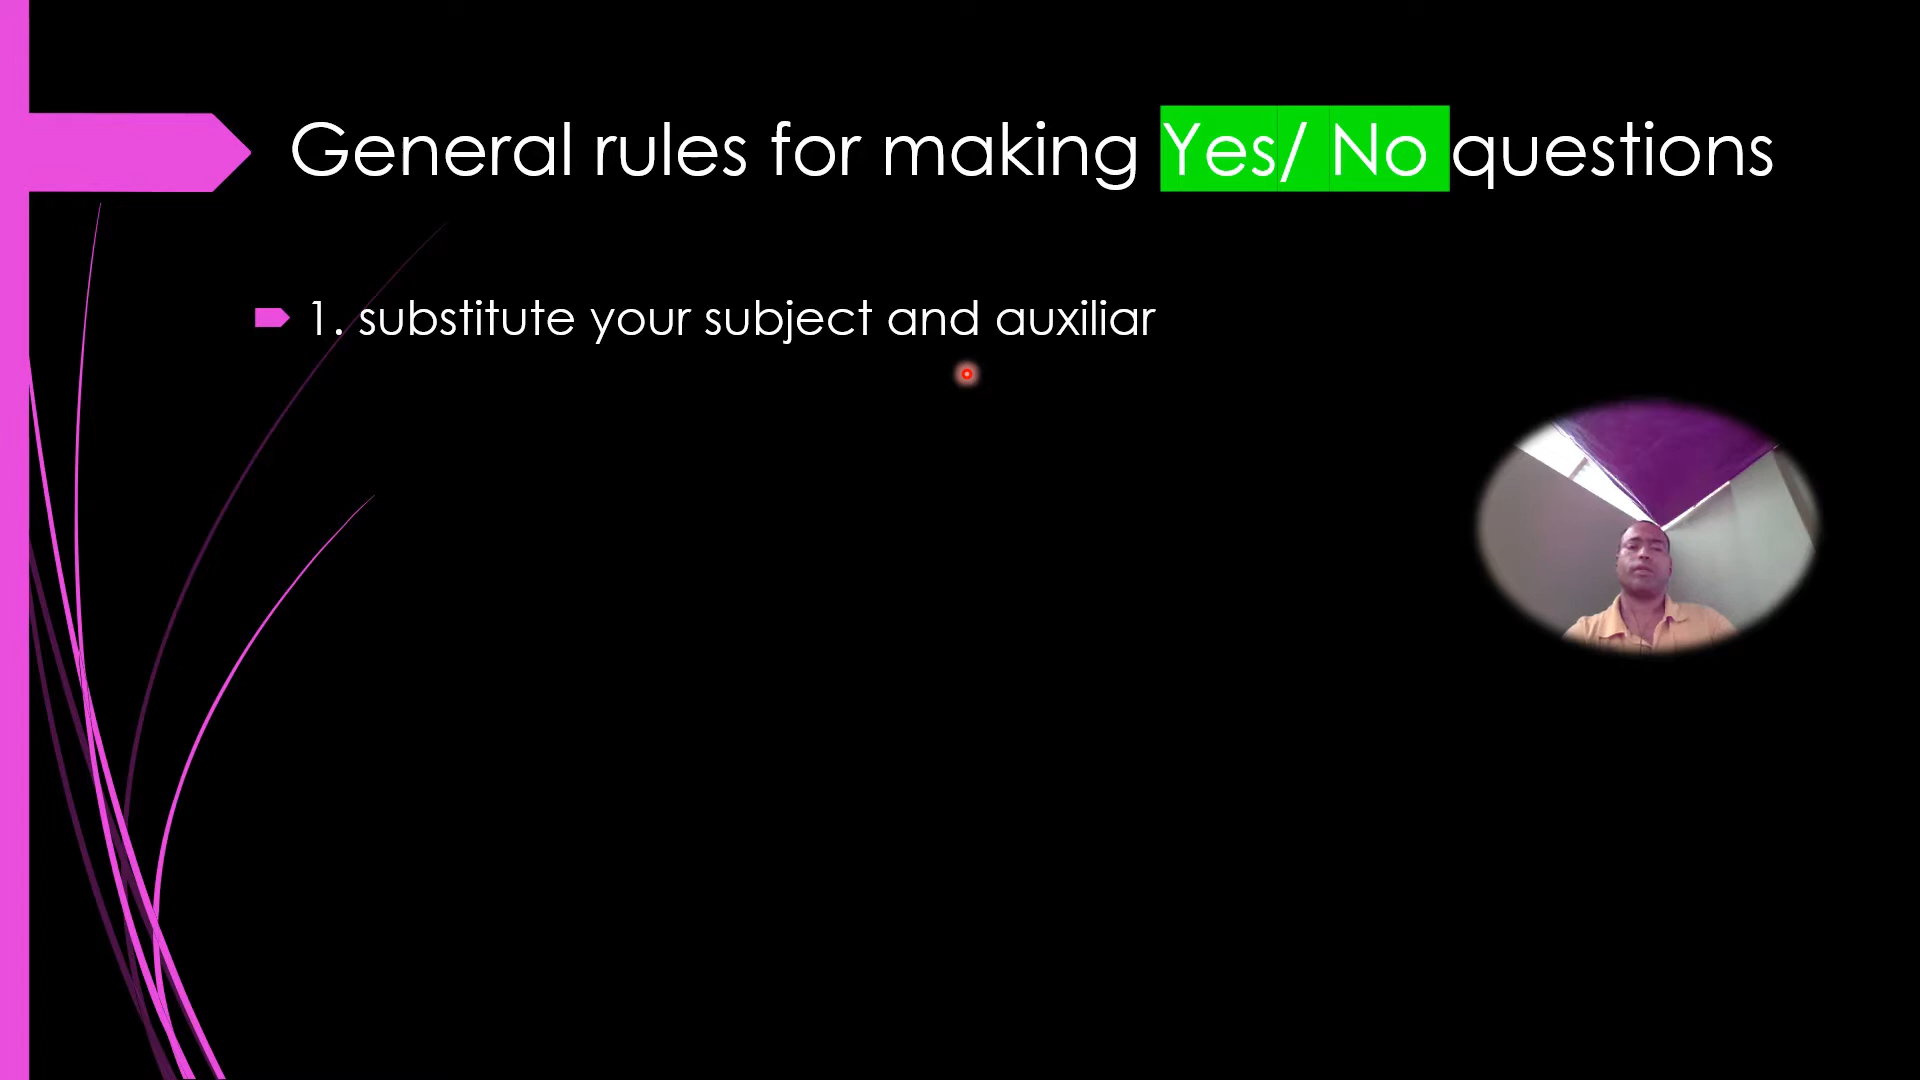 General rules for making Yes/ No questions
1. substitute your subject and auxiliar